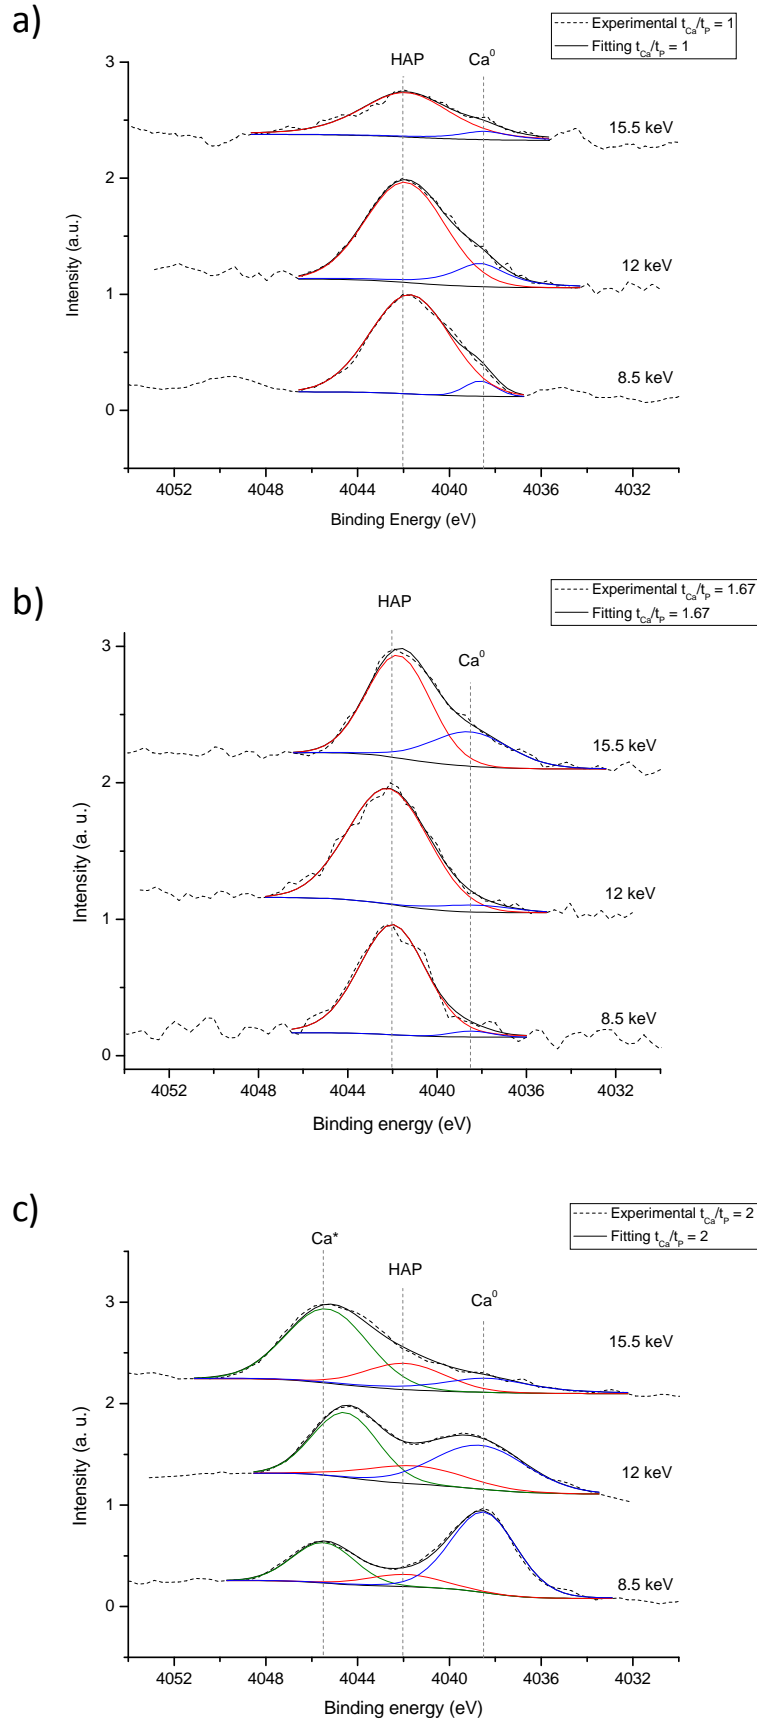 a)
Experimental t_Ca/t_P = 1
Fitting t_Ca/t_P = 1
HAP Ca⁰
3
2
1
0
15.5 keV
12 keV
8.5 keV
Intensity (a.u.)
4052 4048 4044 4040 4036 4032
Binding Energy (eV)
b)
Experimental t_Ca/t_P = 1.67
Fitting t_Ca/t_P = 1.67
HAP
Ca⁰
3
2
1
0
15.5 keV
12 keV
8.5 keV
Intensity (a. u.)
4052 4048 4044 4040 4036 4032
Binding energy (eV)
c)
Experimental t_Ca/t_P = 2
Fitting t_Ca/t_P = 2
Ca*
HAP
Ca⁰
3
2
1
0
15.5 keV
12 keV
8.5 keV
Intensity (a. u.)
4052 4048 4044 4040 4036 4032
Binding energy (eV)